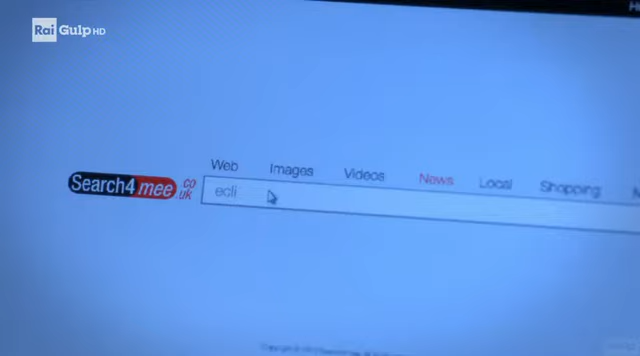 Rai Gulp HD
Web Images Videos News Local Shopping
Search4mee.co.uk
ecli